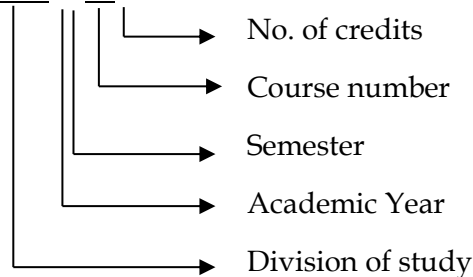 No. of credits
Course number
Semester
Academic Year
Division of study